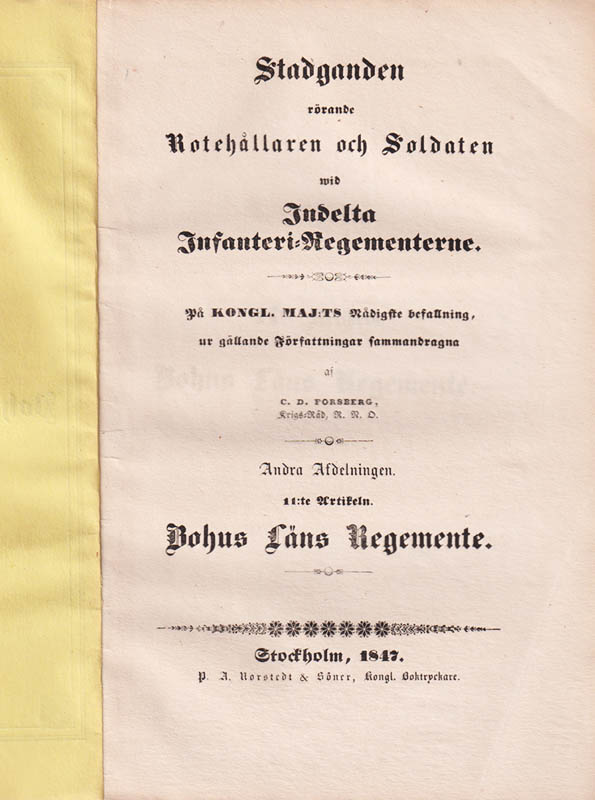 Stadganden
rörande
Rotehållaren och Soldaten
wid
Indelta
Infanteri-Regementerne.
På KONGL. MAJ:TS Nådigste befallning,
ur gällande Författningar sammandragna
af
C. D. FORSBERG,
Krigs-Råd, R. N. O.
Andra Afdelningen.
11:te Artikeln.
Bohus Läns Regemente.
Stockholm, 1847.
P. A. Norstedt & Söner, Kongl. Boktryckare.